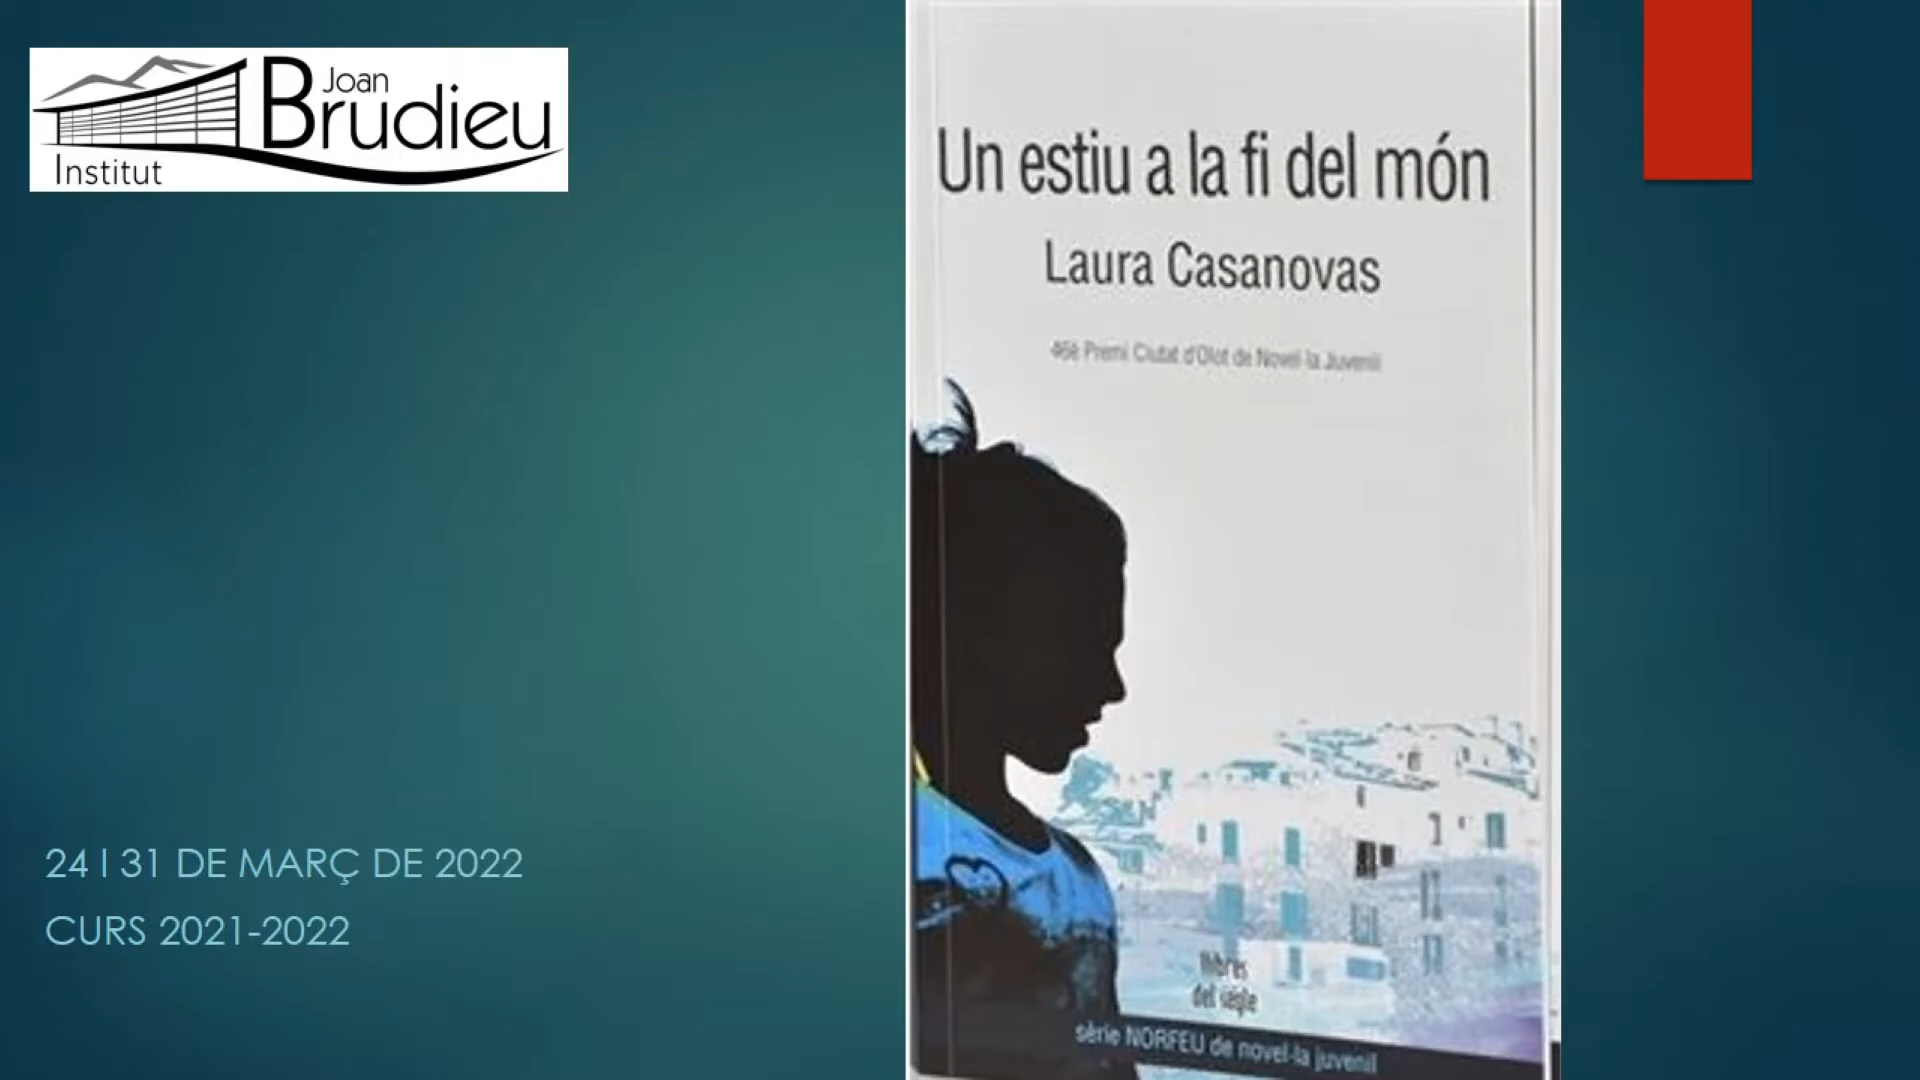 Joan
Brudieu
Institut
Un estiu a la fi del món
Laura Casanovas
46è Premi Ciutat d'Olot de Novel·la Juvenil
llibres
del segle
sèrie NORFEU de novel·la juvenil
24 I 31 DE MARÇ DE 2022
CURS 2021-2022